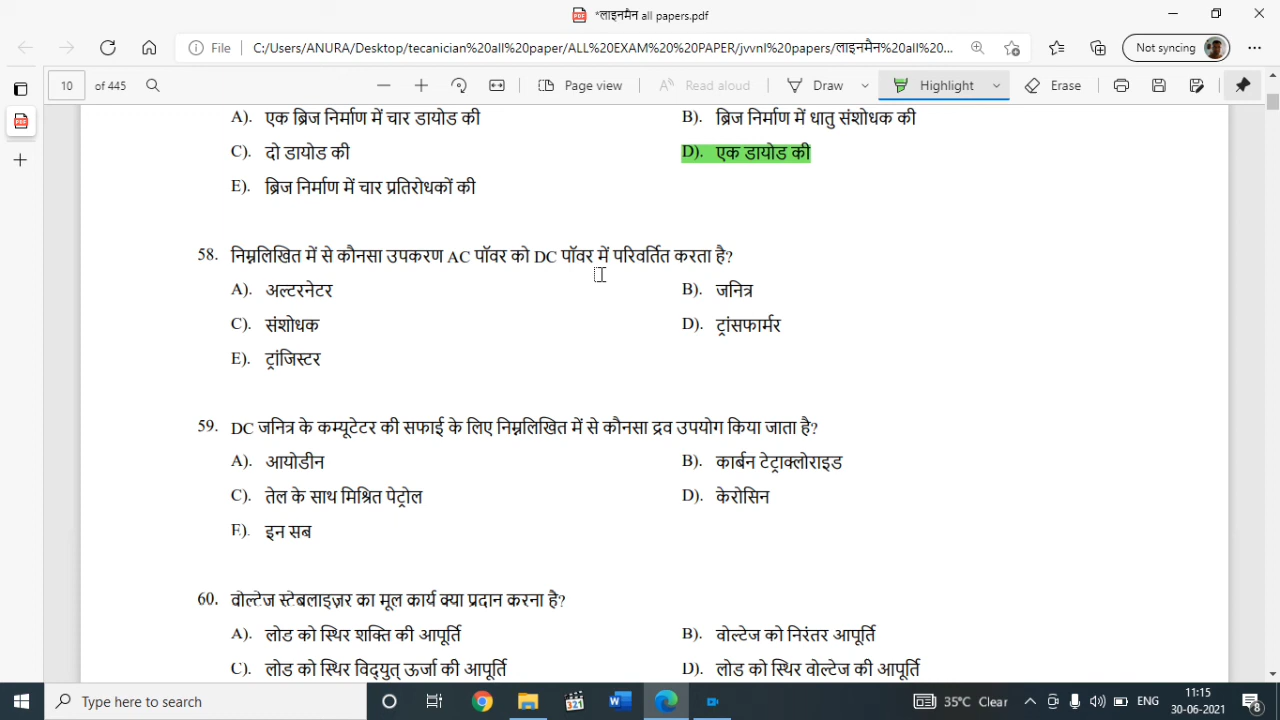 *लाइनमैन all papers.pdf
File C:/Users/ANURA/Desktop/tecanician%20all%20paper/ALL%20EXAM%20%20PAPER/jvvnl%20papers/लाइनमैन%20all%20... Not syncing
10 of 445 Page view Read aloud Draw Highlight Erase
A). एक ब्रिज निर्माण में चार डायोड की B). ब्रिज निर्माण में धातु संशोधक की
C). दो डायोड की D). एक डायोड की
E). ब्रिज निर्माण में चार प्रतिरोधकों की
58. निम्नलिखित में से कौनसा उपकरण AC पॉवर को DC पॉवर में परिवर्तित करता है?
A). अल्टरनेटर B). जनित्र
C). संशोधक D). ट्रांसफार्मर
E). ट्रांजिस्टर
59. DC जनित्र के कम्यूटेटर की सफाई के लिए निम्नलिखित में से कौनसा द्रव उपयोग किया जाता है?
A). आयोडीन B). कार्बन टेट्राक्लोराइड
C). तेल के साथ मिश्रित पेट्रोल D). केरोसिन
E). इन सब
60. वोल्टेज स्टेबलाइज़र का मूल कार्य क्या प्रदान करना है?
A). लोड को स्थिर शक्ति की आपूर्ति B). वोल्टेज को निरंतर आपूर्ति
C). लोड को स्थिर विद्युत् ऊर्जा की आपूर्ति D). लोड को स्थिर वोल्टेज की आपूर्ति
Type here to search 321 35°C Clear ENG 11:15
30-06-2021 8